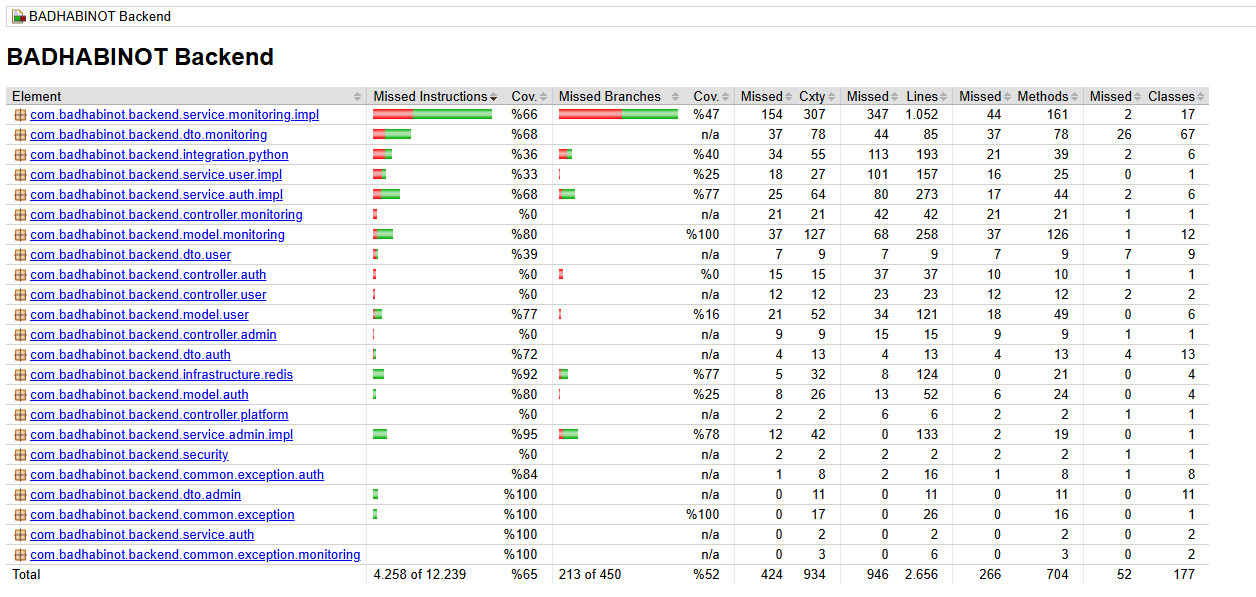 BADHABINOT Backend
BADHABINOT Backend
Element Missed Instructions Cov. Missed Branches Cov. Missed Cxty Missed Lines Missed Methods Missed Classes
com.badhabinot.backend.service.monitoring.impl %66 %47 154 307 347 1.052 44 161 2 17
com.badhabinot.backend.dto.monitoring %68 n/a 37 78 44 85 37 78 26 67
com.badhabinot.backend.integration.python %36 %40 34 55 113 193 21 39 2 6
com.badhabinot.backend.service.user.impl %33 %25 18 27 101 157 16 25 0 1
com.badhabinot.backend.service.auth.impl %68 %77 25 64 80 273 17 44 2 6
com.badhabinot.backend.controller.monitoring %0 n/a 21 21 42 42 21 21 1 1
com.badhabinot.backend.model.monitoring %80 %100 37 127 68 258 37 126 1 12
com.badhabinot.backend.dto.user %39 n/a 7 9 7 9 7 9 7 9
com.badhabinot.backend.controller.auth %0 %0 15 15 37 37 10 10 1 1
com.badhabinot.backend.controller.user %0 n/a 12 12 23 23 12 12 2 2
com.badhabinot.backend.model.user %77 %16 21 52 34 121 18 49 0 6
com.badhabinot.backend.controller.admin %0 n/a 9 9 15 15 9 9 1 1
com.badhabinot.backend.dto.auth %72 n/a 4 13 4 13 4 13 4 13
com.badhabinot.backend.infrastructure.redis %92 %77 5 32 8 124 0 21 0 4
com.badhabinot.backend.model.auth %80 %25 8 26 13 52 6 24 0 4
com.badhabinot.backend.controller.platform %0 n/a 2 2 6 6 2 2 1 1
com.badhabinot.backend.service.admin.impl %95 %78 12 42 0 133 2 19 0 1
com.badhabinot.backend.security %0 n/a 2 2 2 2 2 2 1 1
com.badhabinot.backend.common.exception.auth %84 n/a 1 8 2 16 1 8 1 8
com.badhabinot.backend.dto.admin %100 n/a 0 11 0 11 0 11 0 11
com.badhabinot.backend.common.exception %100 %100 0 17 0 26 0 16 0 1
com.badhabinot.backend.service.auth %100 n/a 0 2 0 2 0 2 0 2
com.badhabinot.backend.common.exception.monitoring %100 n/a 0 3 0 6 0 3 0 2
Total 4.258 of 12.239 %65 213 of 450 %52 424 934 946 2.656 266 704 52 177